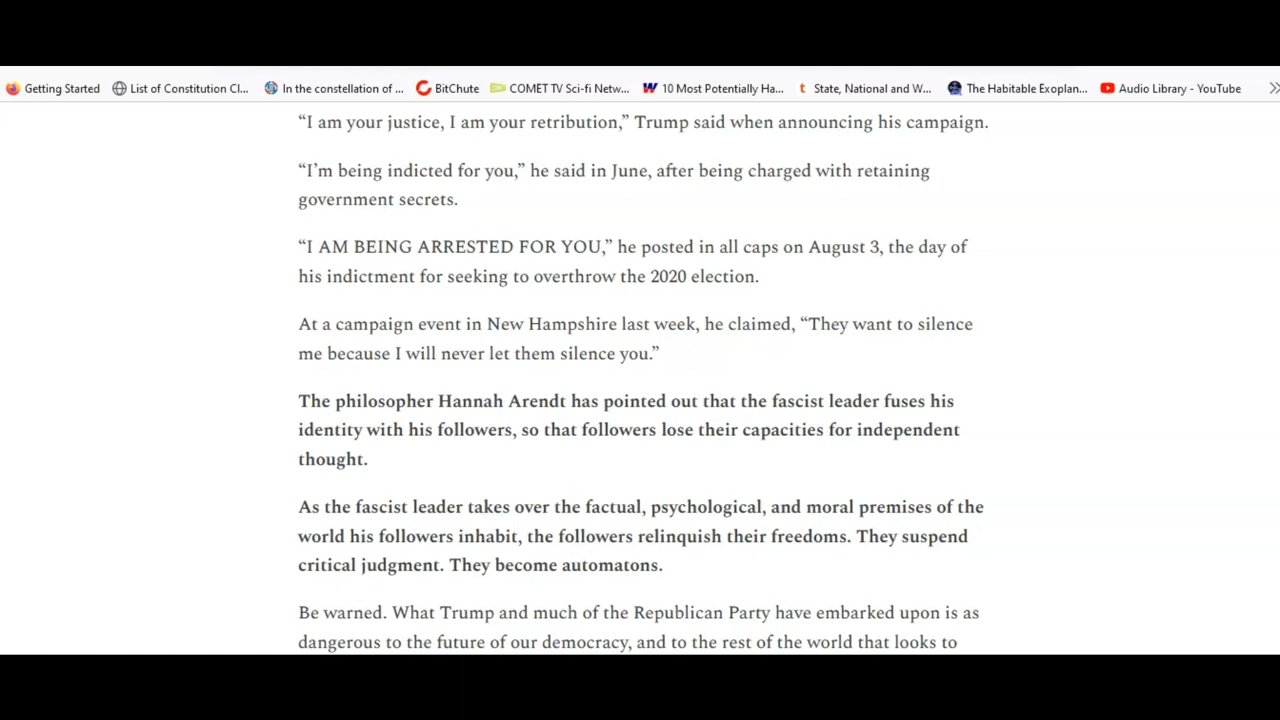 Getting Started List of Constitution Cl... In the constellation of ... BitChute COMET TV Sci-fi Netw... 10 Most Potentially Ha... State, National and W... The Habitable Exoplan... Audio Library - YouTube
“I am your justice, I am your retribution,” Trump said when announcing his campaign.
“I’m being indicted for you,” he said in June, after being charged with retaining
government secrets.
“I AM BEING ARRESTED FOR YOU,” he posted in all caps on August 3, the day of
his indictment for seeking to overthrow the 2020 election.
At a campaign event in New Hampshire last week, he claimed, “They want to silence
me because I will never let them silence you.”
The philosopher Hannah Arendt has pointed out that the fascist leader fuses his
identity with his followers, so that followers lose their capacities for independent
thought.
As the fascist leader takes over the factual, psychological, and moral premises of the
world his followers inhabit, the followers relinquish their freedoms. They suspend
critical judgment. They become automatons.
Be warned. What Trump and much of the Republican Party have embarked upon is as
dangerous to the future of our democracy, and to the rest of the world that looks to